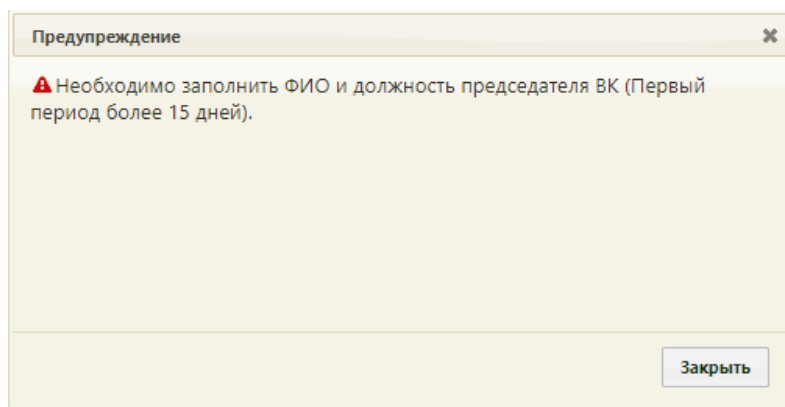 Предупреждение
Необходимо заполнить ФИО и должность председателя ВК (Первый
период более 15 дней).
Закрыть